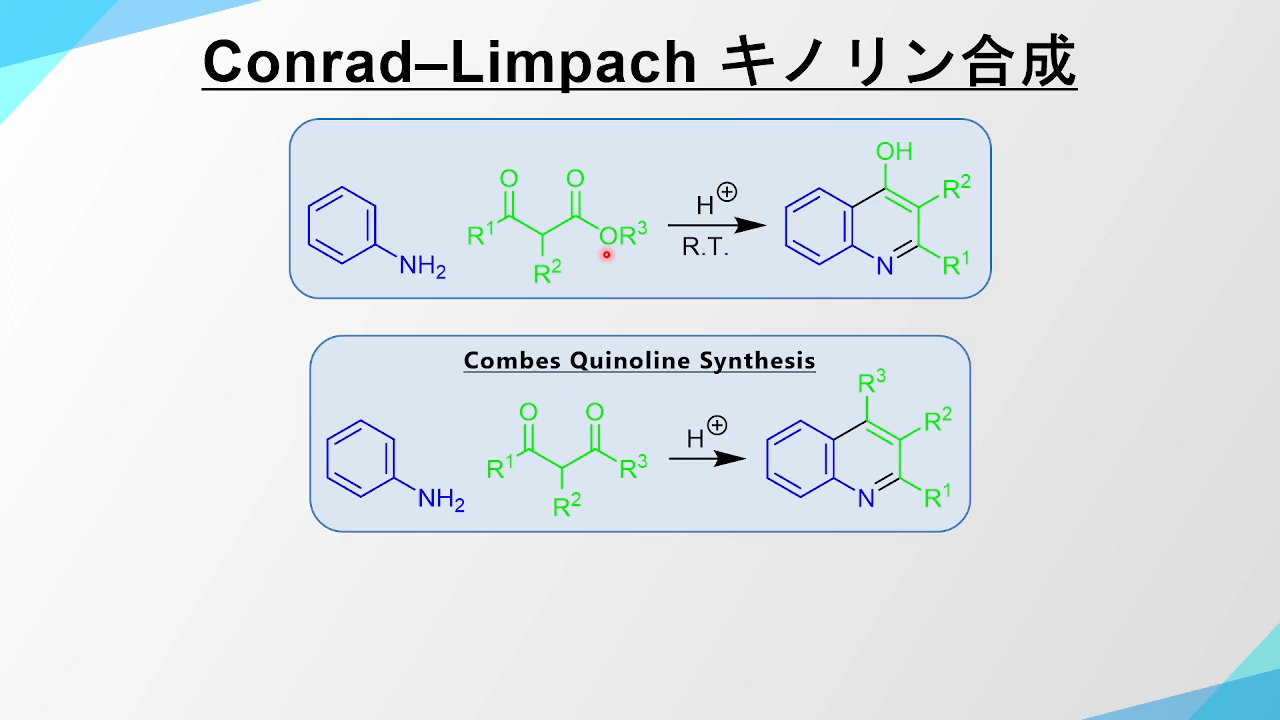 Conrad–Limpach キノリン合成
OH
O O R²
H⊕
R¹ OR³
R.T.
NH₂ R² N R¹
Combes Quinoline Synthesis
R³
O O R²
H⊕
R¹ R³
NH₂ R² N R¹